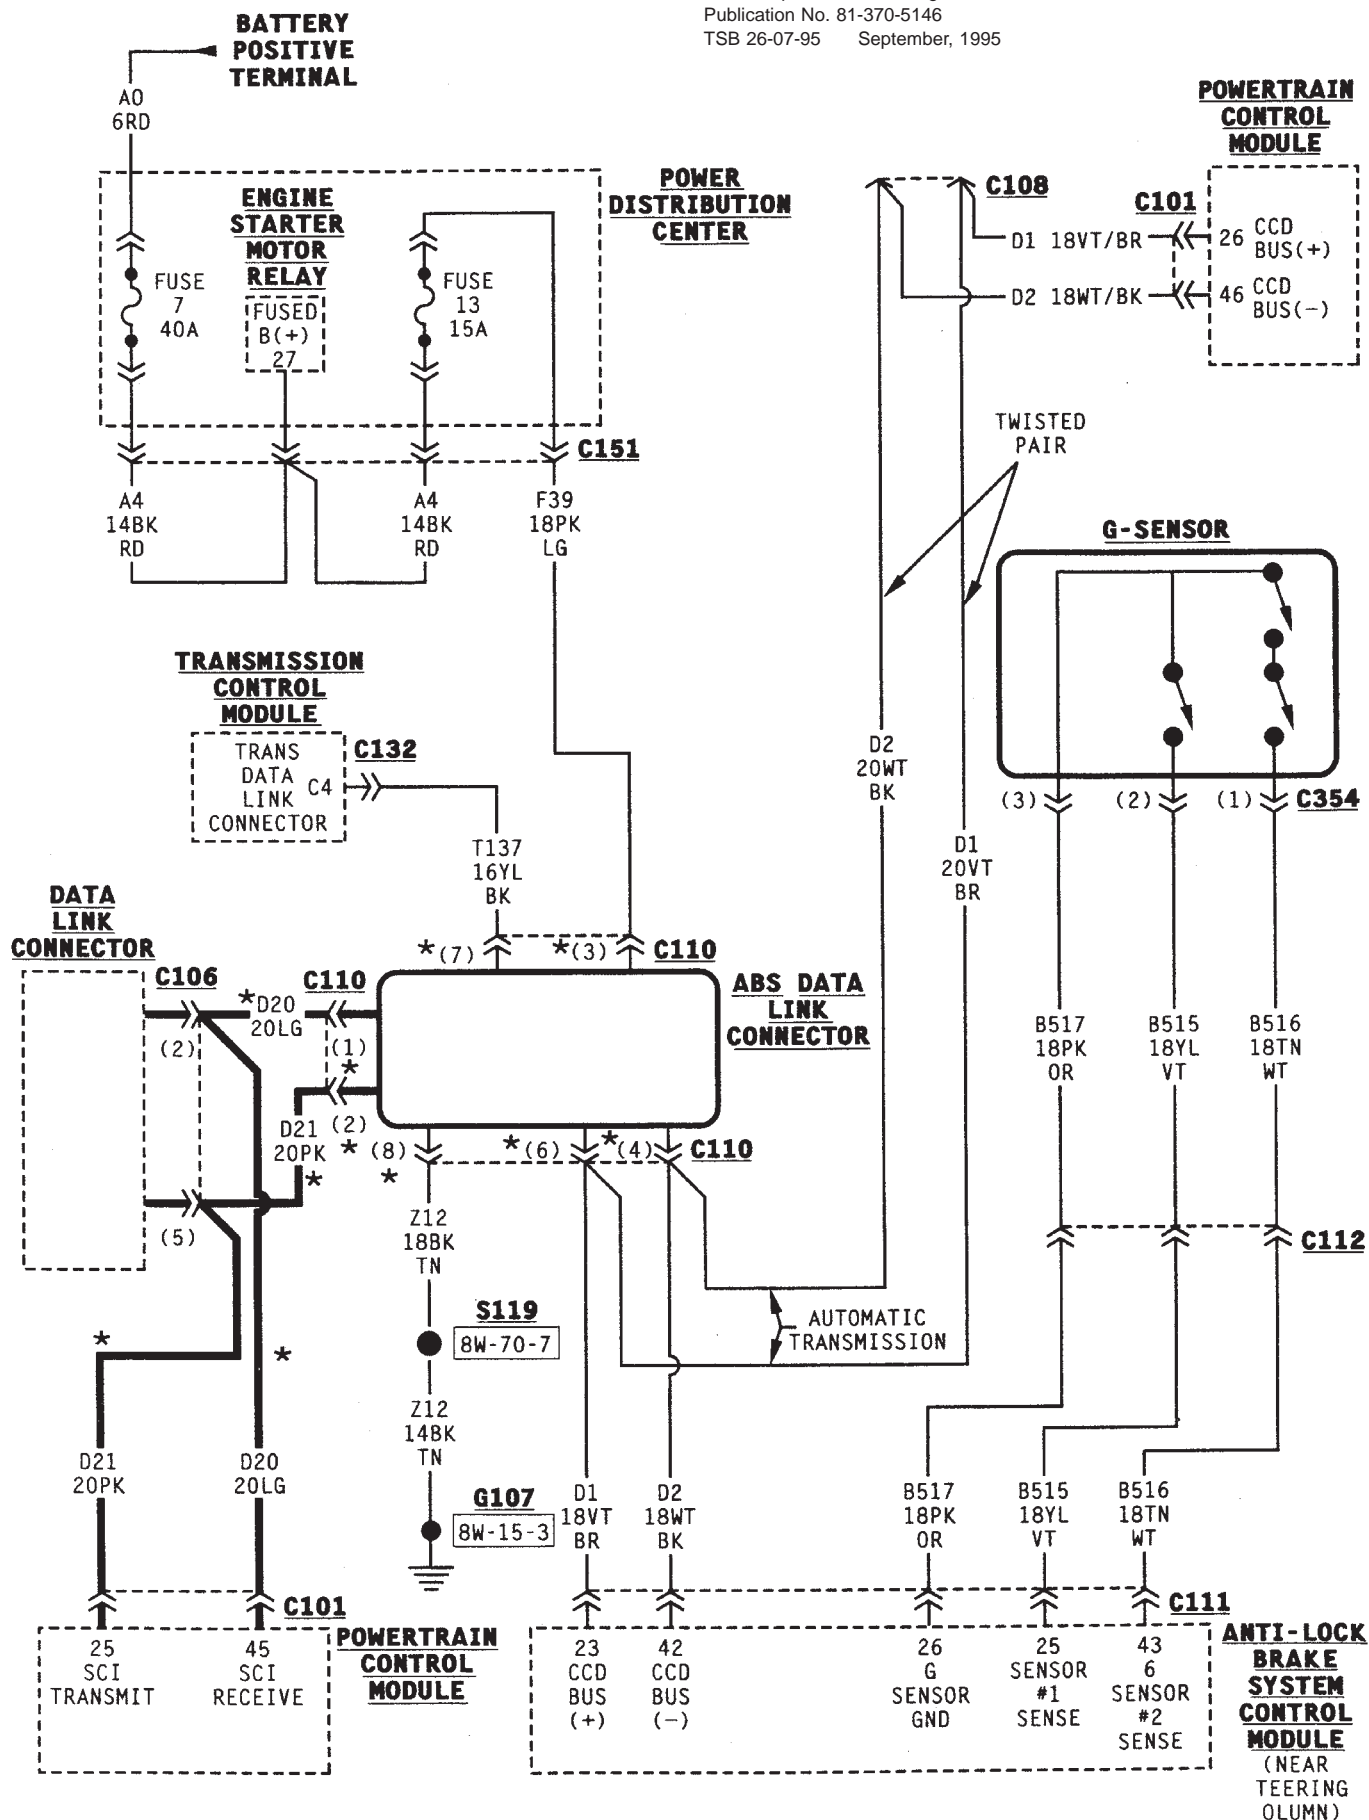 Publication No. 81-370-5146
TSB 26-07-95 September, 1995
BATTERY
POSITIVE
TERMINAL
A0
6RD
POWERTRAIN
CONTROL
MODULE
POWER
DISTRIBUTION
CENTER
ENGINE
STARTER
MOTOR
RELAY
FUSED
B(+)
27
FUSE
7
40A
FUSE
13
15A
C108
C101
D1 18VT/BR
26 CCD
BUS(+)
D2 18WT/BK
46 CCD
BUS(-)
C151
A4
14BK
RD
A4
14BK
RD
F39
18PK
LG
TWISTED
PAIR
G-SENSOR
TRANSMISSION
CONTROL
MODULE
TRANS
DATA
LINK
CONNECTOR
C4
C132
D2
20WT
BK
(3)
(2)
(1)
C354
T137
16YL
BK
D1
20VT
BR
DATA
LINK
CONNECTOR
*(7)
*(3)
C110
C106
C110
ABS DATA
LINK
CONNECTOR
*D20
20LG
(2)
(1)
*
B517
18PK
OR
B515
18YL
VT
B516
18TN
WT
D21
20PK
*
(2)
*
(8)
*
*(6)
*(4)
C110
(5)
Z12
18BK
TN
C112
S119
8W-70-7
AUTOMATIC
TRANSMISSION
*
*
Z12
14BK
TN
D21
20PK
D20
20LG
G107
8W-15-3
D1
18VT
BR
D2
18WT
BK
B517
18PK
OR
B515
18YL
VT
B516
18TN
WT
C101
C111
25
SCI
TRANSMIT
45
SCI
RECEIVE
POWERTRAIN
CONTROL
MODULE
23
CCD
BUS
(+)
42
CCD
BUS
(-)
26
G
SENSOR
GND
25
SENSOR
#1
SENSE
43
6
SENSOR
#2
SENSE
ANTI-LOCK
BRAKE
SYSTEM
CONTROL
MODULE
(NEAR
TEERING
OLUMN)